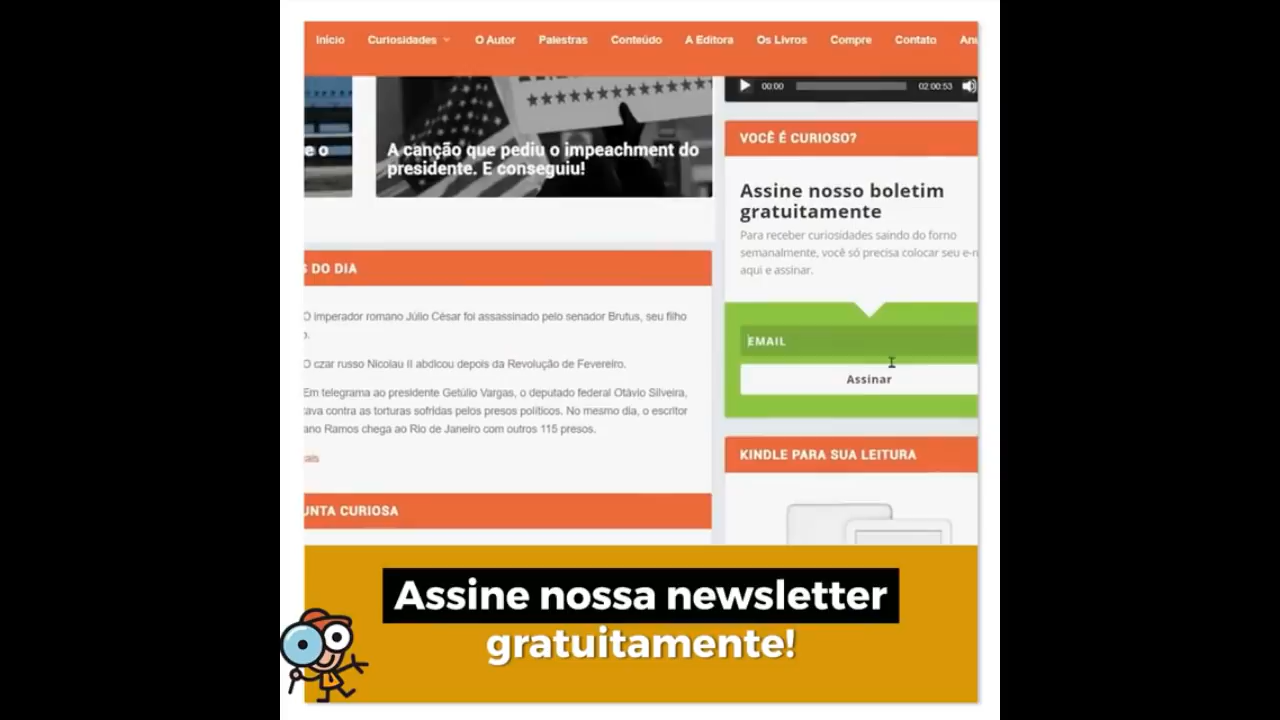 Início Curiosidades O Autor Palestras Conteúdo A Editora Os Livros Compre Contato
e o
A canção que pediu o impeachment do
presidente. E conseguiu!
00:00 02:00:53
VOCÊ É CURIOSO?
Assine nosso boletim
gratuitamente
Para receber curiosidades saindo do forno
semanalmente, você só precisa colocar seu e-
aqui e assinar.
EMAIL
Assinar
KINDLE PARA SUA LEITURA
DO DIA
O imperador romano Júlio César foi assassinado pelo senador Brutus, seu filho
O czar russo Nicolau II abdicou depois da Revolução de Fevereiro.
Em telegrama ao presidente Getúlio Vargas, o deputado federal Otávio Silveira,
tava contra as torturas sofridas pelos presos políticos. No mesmo dia, o escritor
ano Ramos chega ao Rio de Janeiro com outros 115 presos.
UNTA CURIOSA
Assine nossa newsletter
gratuitamente!